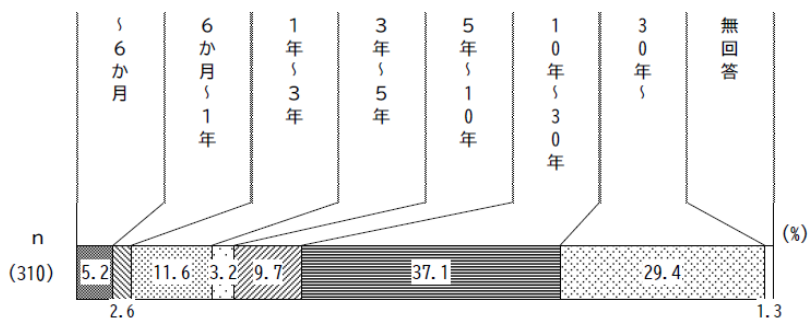 ～6か月
6か月～1年
1年～3年
3年～5年
5年～10年
10年～30年
30年～
無回答
n
(%)
(310)
5.2
11.6
3.2
9.7
37.1
29.4
2.6
1.3